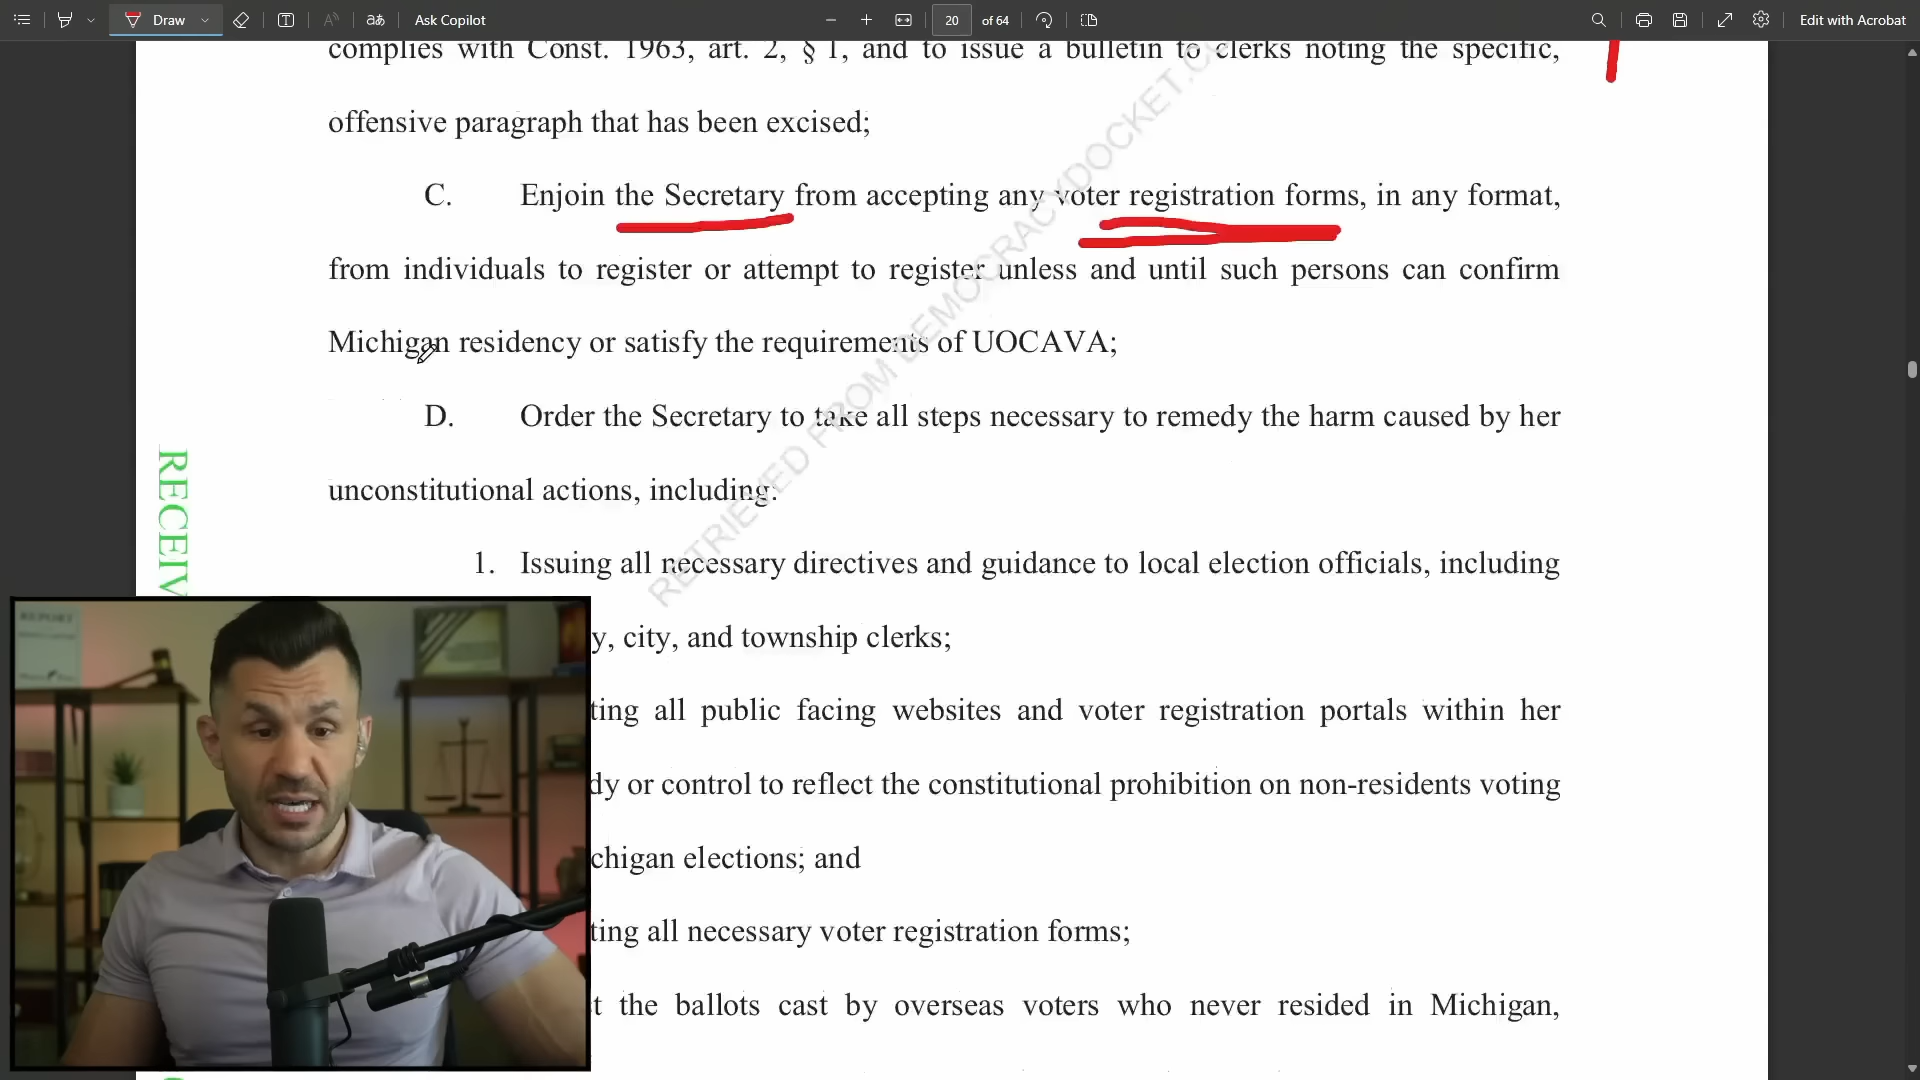 Draw
Ask Copilot
20
of 64
Edit with Acrobat
complies with Const. 1963, art. 2, § 1, and to issue a bulletin to clerks noting the specific,
offensive paragraph that has been excised;
C. Enjoin the Secretary from accepting any voter registration forms, in any format,
from individuals to register or attempt to register unless and until such persons can confirm
Michigan residency or satisfy the requirements of UOCAVA;
D. Order the Secretary to take all steps necessary to remedy the harm caused by her
unconstitutional actions, including:
1. Issuing all necessary directives and guidance to local election officials, including
y, city, and township clerks;
ting all public facing websites and voter registration portals within her
dy or control to reflect the constitutional prohibition on non-residents voting
chigan elections; and
ting all necessary voter registration forms;
t the ballots cast by overseas voters who never resided in Michigan,
RETRIEVED FROM DEMOCRACYDOCKET.CO
RECEIV
REPORT